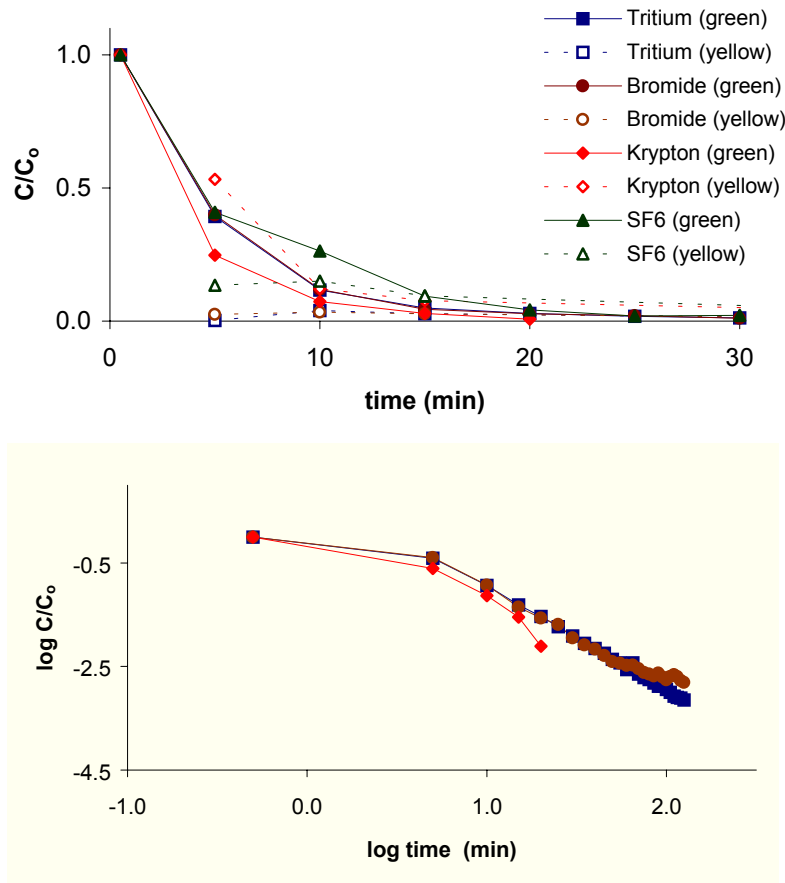 Tritium (green)
Tritium (yellow)
Bromide (green)
Bromide (yellow)
Krypton (green)
Krypton (yellow)
SF6 (green)
SF6 (yellow)
1.0
0.5
0.0
C/Co
0
10
20
30
time (min)
-0.5
-2.5
-4.5
log C/Co
-1.0
0.0
1.0
2.0
log time (min)